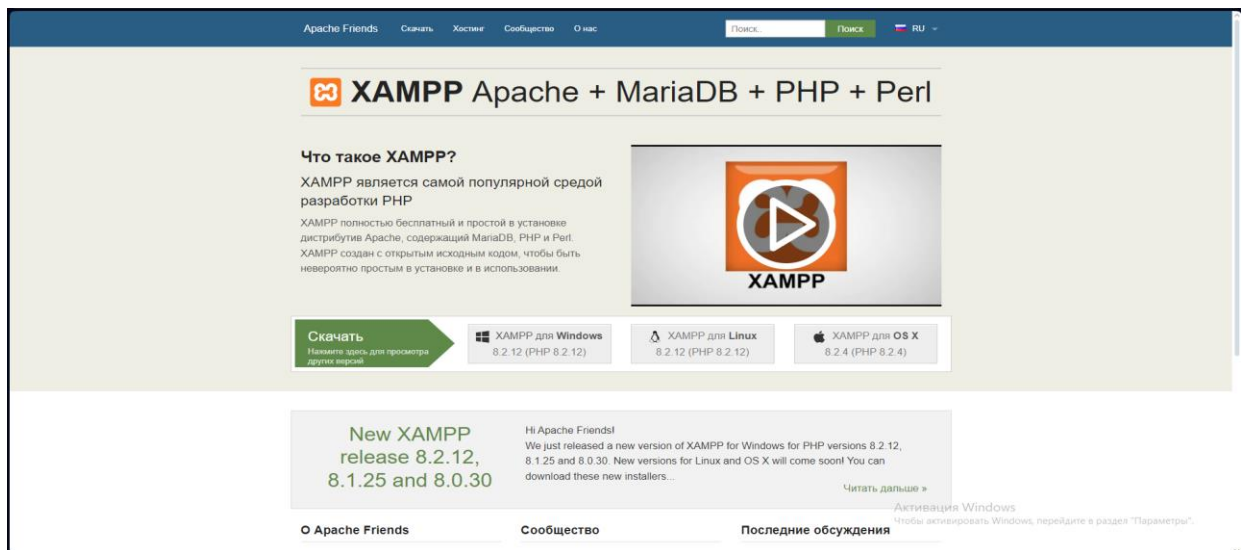 Apache Friends Скачать Хостинг Сообщество О нас Поиск... Поиск RU
XAMPP Apache + MariaDB + PHP + Perl
Что такое XAMPP?
XAMPP является самой популярной средой
разработки PHP
XAMPP полностью бесплатный и простой в установке
дистрибутив Apache, содержащий MariaDB, PHP и Perl.
XAMPP создан с открытым исходным кодом, чтобы быть
невероятно простым в установке и в использовании.
XAMPP
Скачать
Нажмите здесь для просмотра
других версий
XAMPP для Windows
8.2.12 (PHP 8.2.12)
XAMPP для Linux
8.2.12 (PHP 8.2.12)
XAMPP для OS X
8.2.4 (PHP 8.2.4)
New XAMPP
release 8.2.12,
8.1.25 and 8.0.30
Hi Apache Friends!
We just released a new version of XAMPP for Windows for PHP versions 8.2.12,
8.1.25 and 8.0.30. New versions for Linux and OS X will come soon! You can
download these new installers...
Читать дальше »
Активация Windows
Чтобы активировать Windows, перейдите в раздел "Параметры".
О Apache Friends
Сообщество
Последние обсуждения